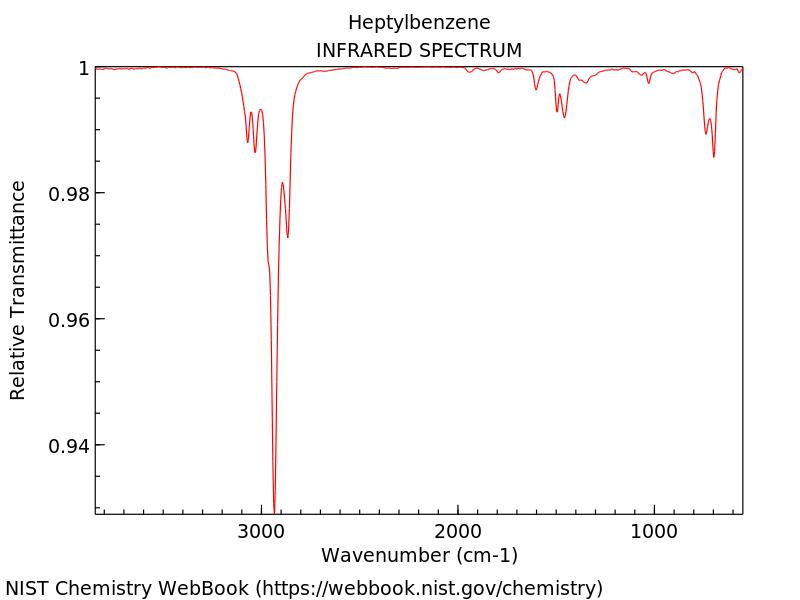 Heptylbenzene
INFRARED SPECTRUM
1
0.98
0.96
0.94
Relative Transmittance
3000 2000 1000
Wavenumber (cm-1)
NIST Chemistry WebBook (https://webbook.nist.gov/chemistry)